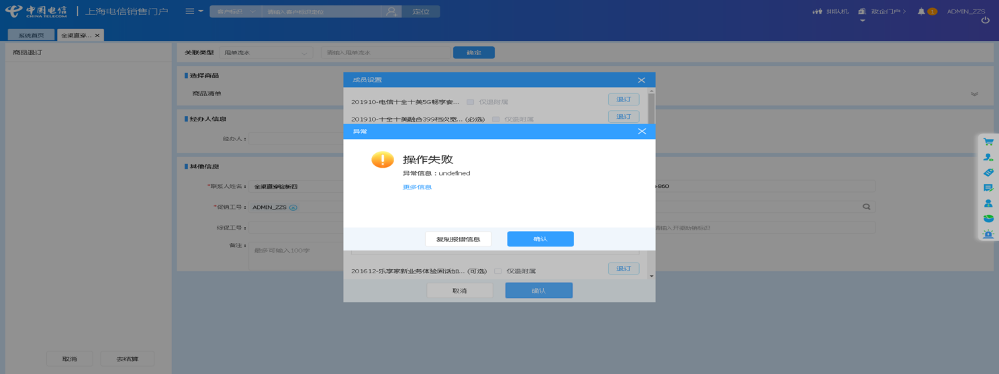 中国电信
CHINA TELECOM
上海电信销售门户
客户标识
请输入客户标识定位
定位
排队机
政企门户>
1
ADMIN_ZZS
系统首页
全渠道穿... ×
商品退订
关联类型
甩单流水
请输入甩单流水
确定
选择商品
商品清单
经办人信息
经办人：
其他信息
*联系人姓名：
全渠道穿验新四
-860
*促销工号：
ADMIN_ZZS
综促工号：
请输入开源助销标识
备注：
最多可输入100字
取消
去结算
成员设置
201910-电信十全十美5G畅享套...
仅退附属
退订
201910-十全十美融合399档次宽... (必选)
仅退附属
退订
异常
操作失败
异常信息：undefined
更多信息
复制报错信息
确认
201612-乐享家新业务体验固话加... (可选)
仅退附属
退订
取消
确认